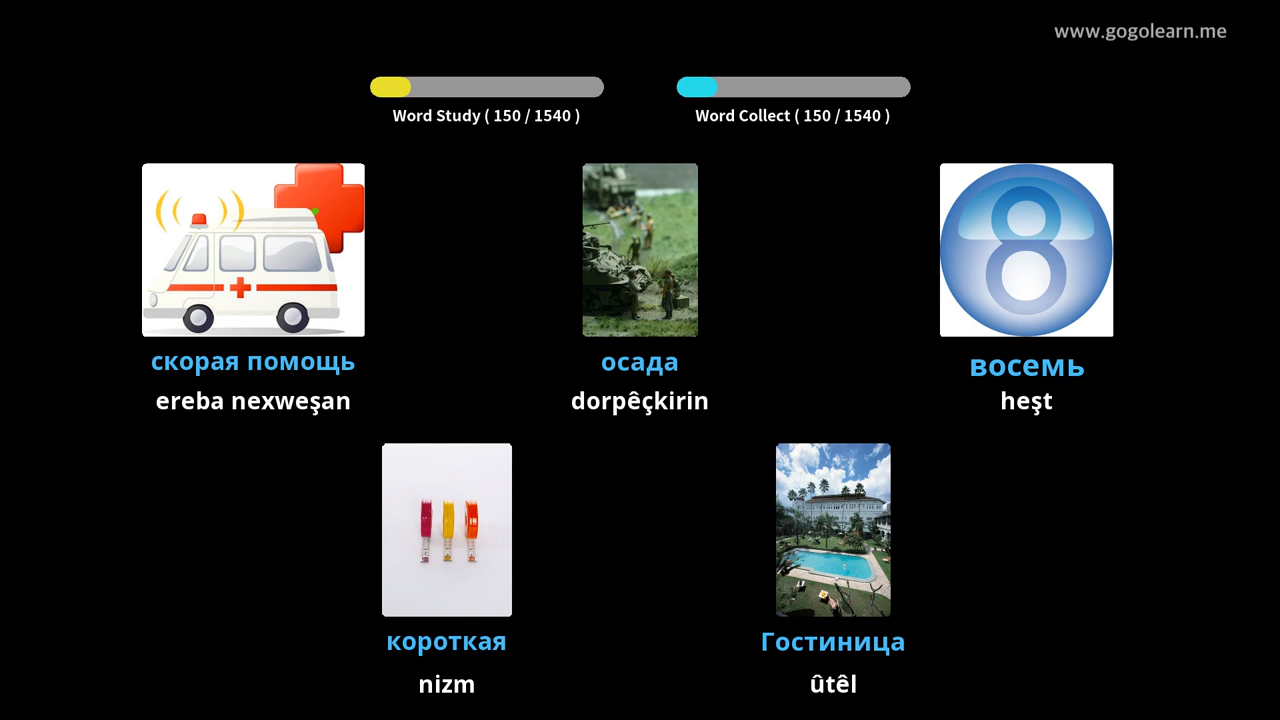 www.gogolearn.me
Word Study ( 150 / 1540 )
Word Collect ( 150 / 1540 )
8
скорая помощь
ereba nexweşan
осада
dorpêçkirin
восемь
heşt
короткая
nizm
Гостиница
ûtêl